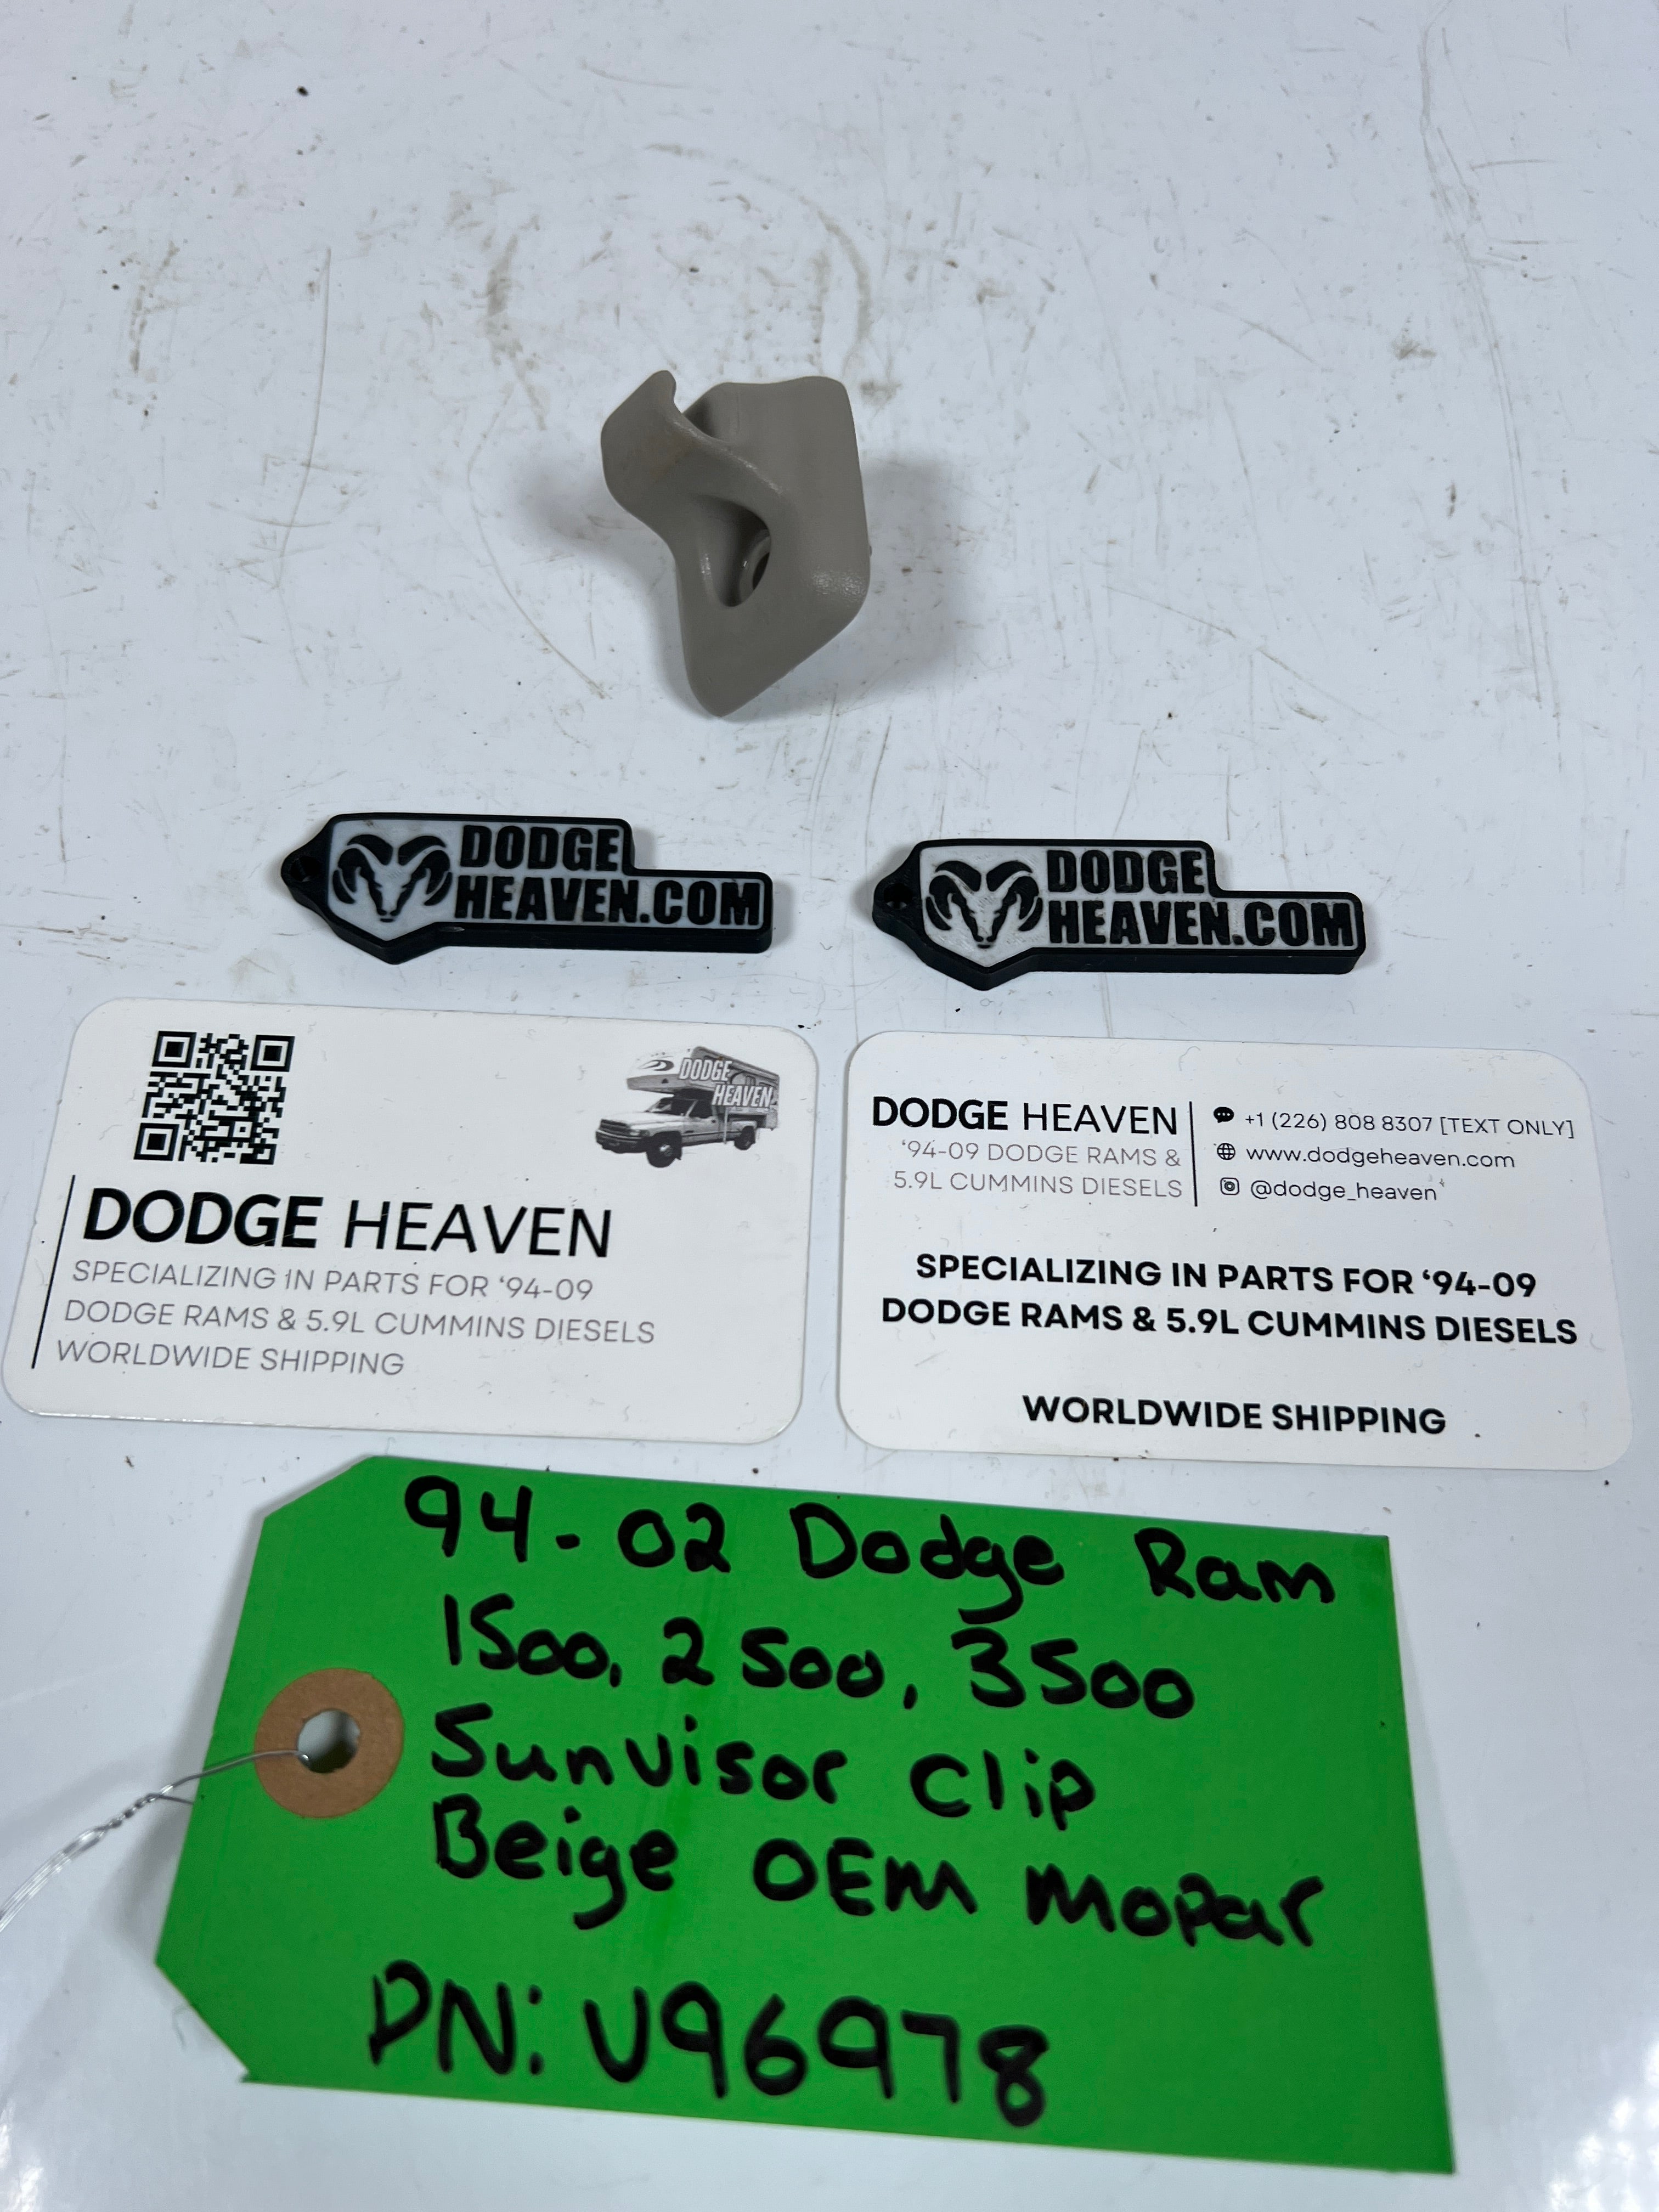 DODGE
HEAVEN.COM
DODGE
HEAVEN.COM
DODGE
HEAVEN
DODGE HEAVEN
SPECIALIZING IN PARTS FOR ‘94-09
DODGE RAMS & 5.9L CUMMINS DIESELS
WORLDWIDE SHIPPING
DODGE HEAVEN
‘94-09 DODGE RAMS &
5.9L CUMMINS DIESELS
+1 (226) 808 8307 [TEXT ONLY]
www.dodgeheaven.com
@dodge_heaven
SPECIALIZING IN PARTS FOR ‘94-09
DODGE RAMS & 5.9L CUMMINS DIESELS
WORLDWIDE SHIPPING
94-02 Dodge Ram
1500, 2500, 3500
Sunvisor Clip
Beige OEM Mopar
PN: U96978